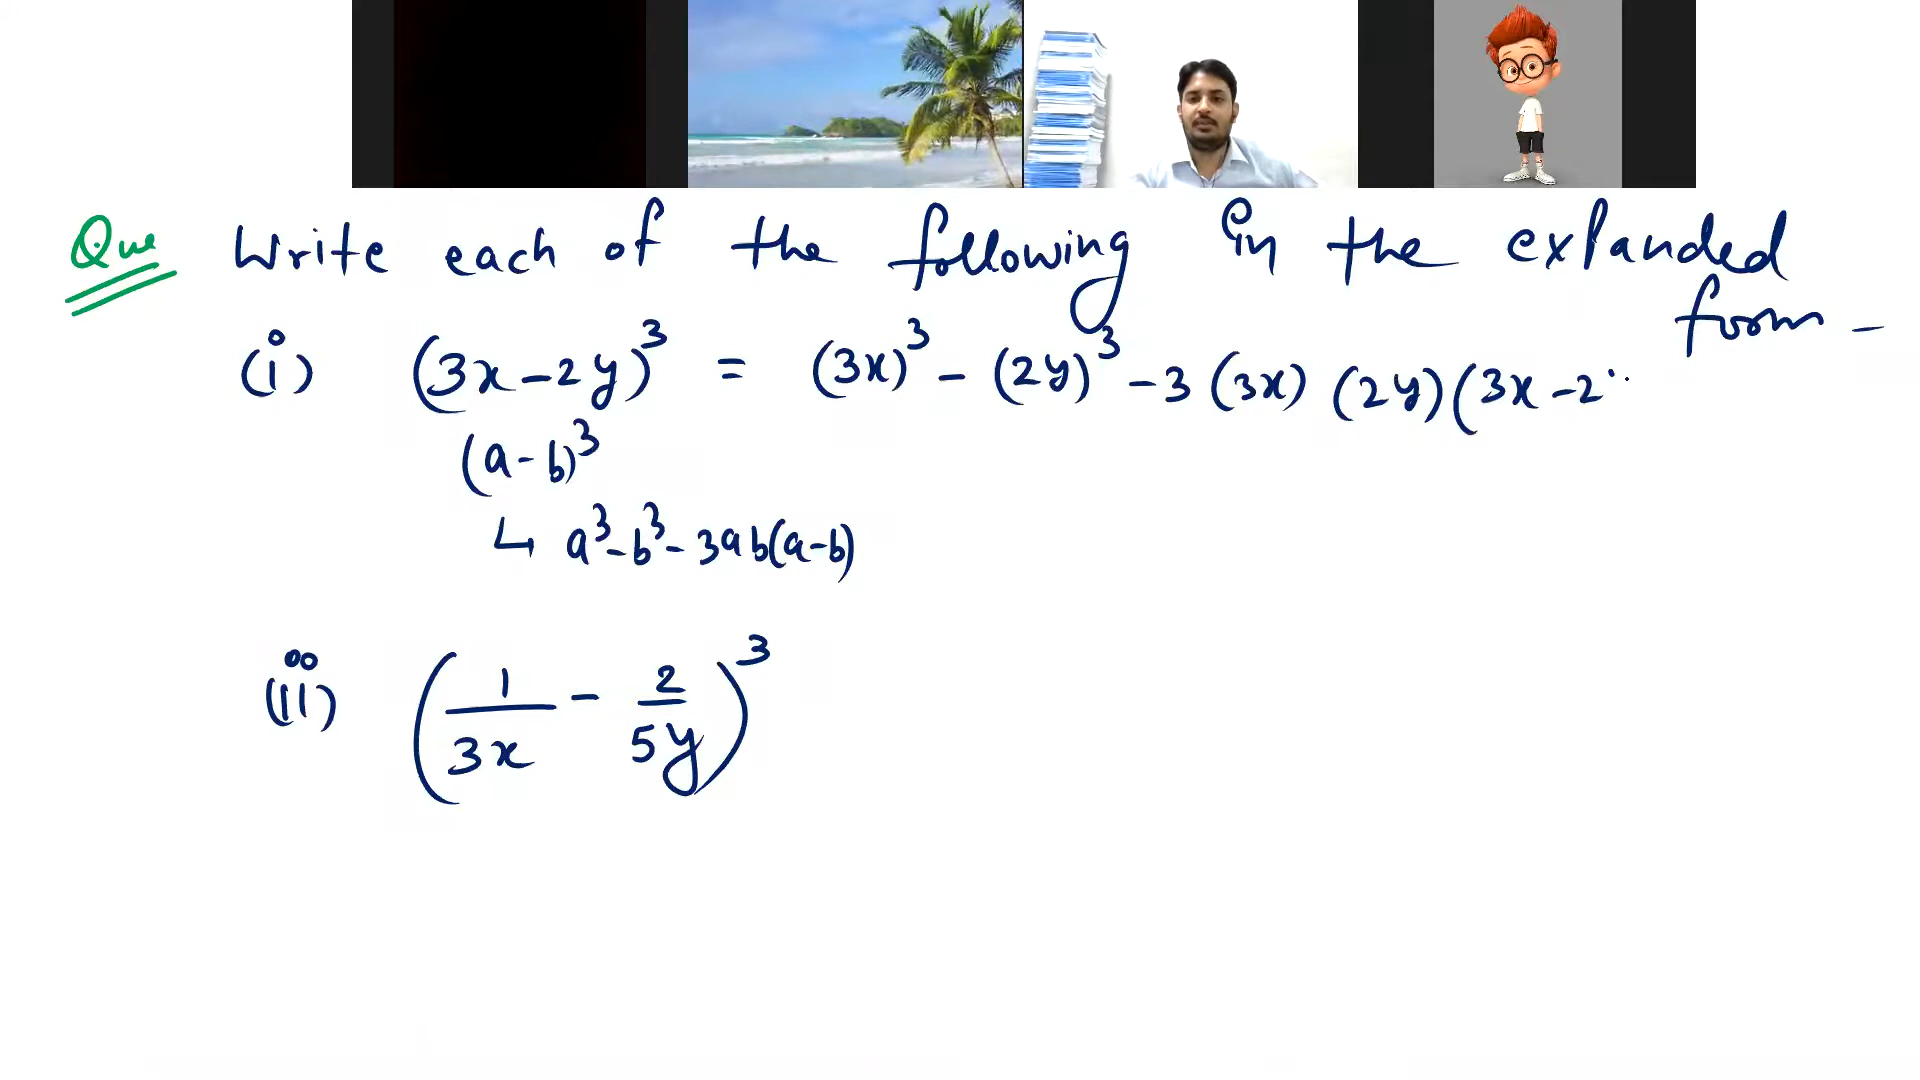 Que Write each of the following in the expanded
form -
(i) (3x-2y)³ = (3x)³ - (2y)³ - 3 (3x) (2y)(3x-2
(a-b)³
↳ a³-b³-3ab(a-b)
(ii) (1/3x - 2/5y)³